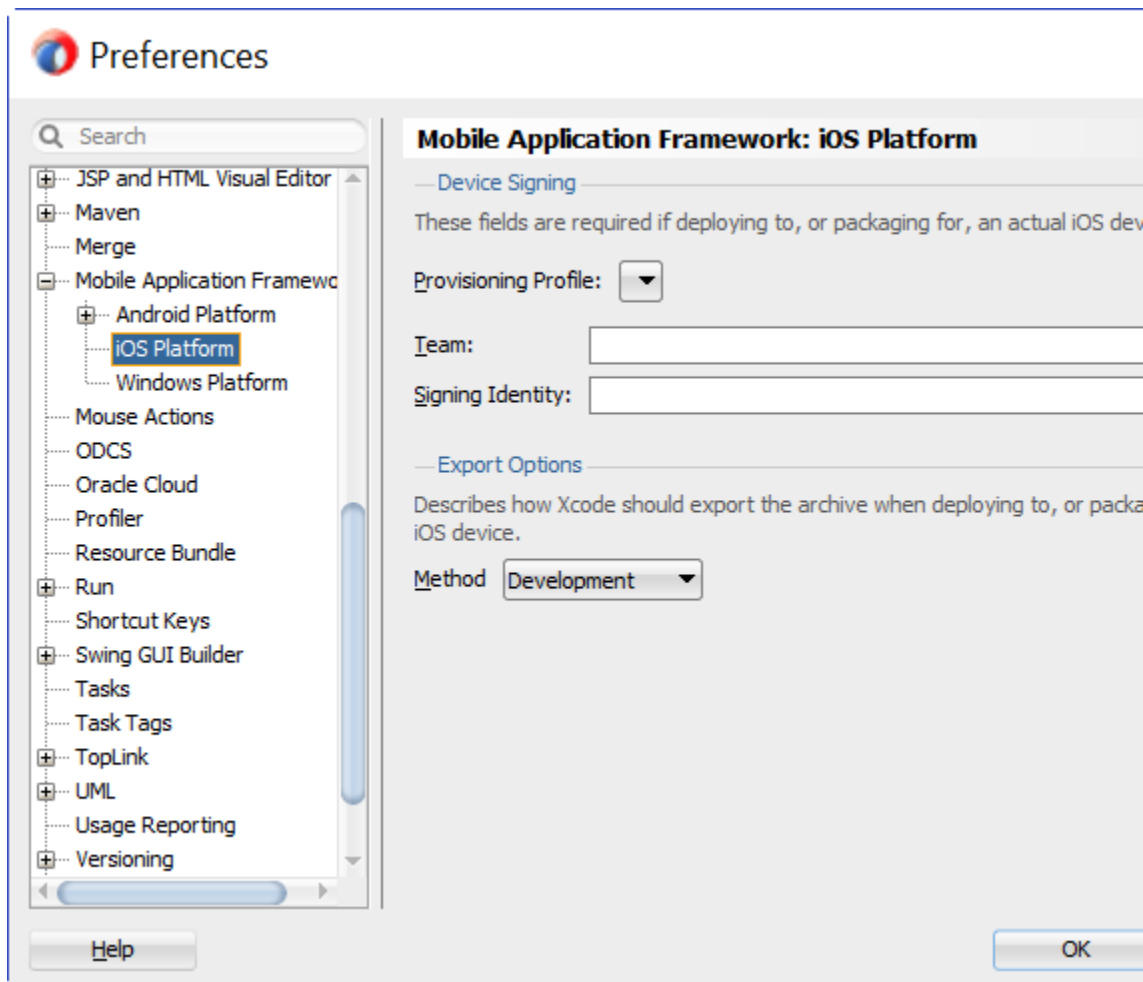 Preferences
Search
JSP and HTML Visual Editor
Maven
Merge
Mobile Application Framewo
Android Platform
iOS Platform
Windows Platform
Mouse Actions
ODCS
Oracle Cloud
Profiler
Resource Bundle
Run
Shortcut Keys
Swing GUI Builder
Tasks
Task Tags
TopLink
UML
Usage Reporting
Versioning
Mobile Application Framework: iOS Platform
Device Signing
These fields are required if deploying to, or packaging for, an actual iOS dev
Provisioning Profile:
Team:
Signing Identity:
Export Options
Describes how Xcode should export the archive when deploying to, or packa
iOS device.
Method Development
Help
OK